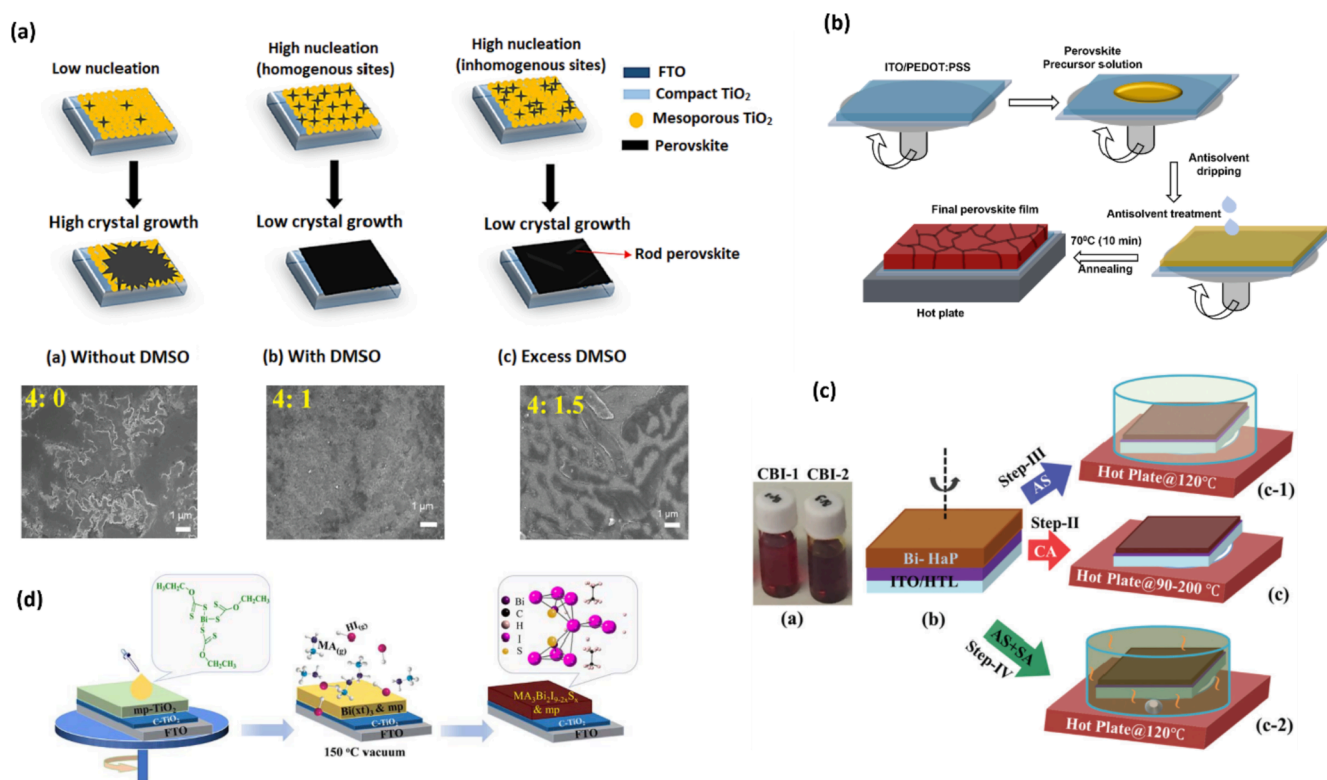 (a)
Low nucleation
High nucleation
(homogenous sites)
High nucleation
(inhomogenous sites)
FTO
Compact TiO₂
Mesoporous TiO₂
Perovskite
High crystal growth
Low crystal growth
Low crystal growth
Rod perovskite
(a) Without DMSO
(b) With DMSO
(c) Excess DMSO
4: 0
1 μm
4: 1
1 μm
4: 1.5
1 μm
(b)
ITO/PEDOT:PSS
Perovskite
Precursor solution
Antisolvent
dripping
Antisolvent treatment
Final perovskite film
70⁰C (10 min)
Annealing
Hot plate
(c)
CBI-1
CBI-2
(a)
Bi- HaP
ITO/HTL
(b)
Step-III
AS
Hot Plate@120℃
(c-1)
Step-II
CA
Hot Plate@90-200 ℃
(c)
AS+SA
Step-IV
Hot Plate@120℃
(c-2)
(d)
H₃CH₂C
O
S
S
S
Bi
S
S
S
O
CH₂CH₃
O
CH₂CH₃
mp-TiO₂
C-TiO₂
FTO
HI(g)
MA(g)
Bi(xt)₃ & mp
C-TiO₂
FTO
150 °C vacuum
Bi
C
H
I
S
MA₃Bi₂I₉₋₂ₓSₓ
& mp
C-TiO₂
FTO